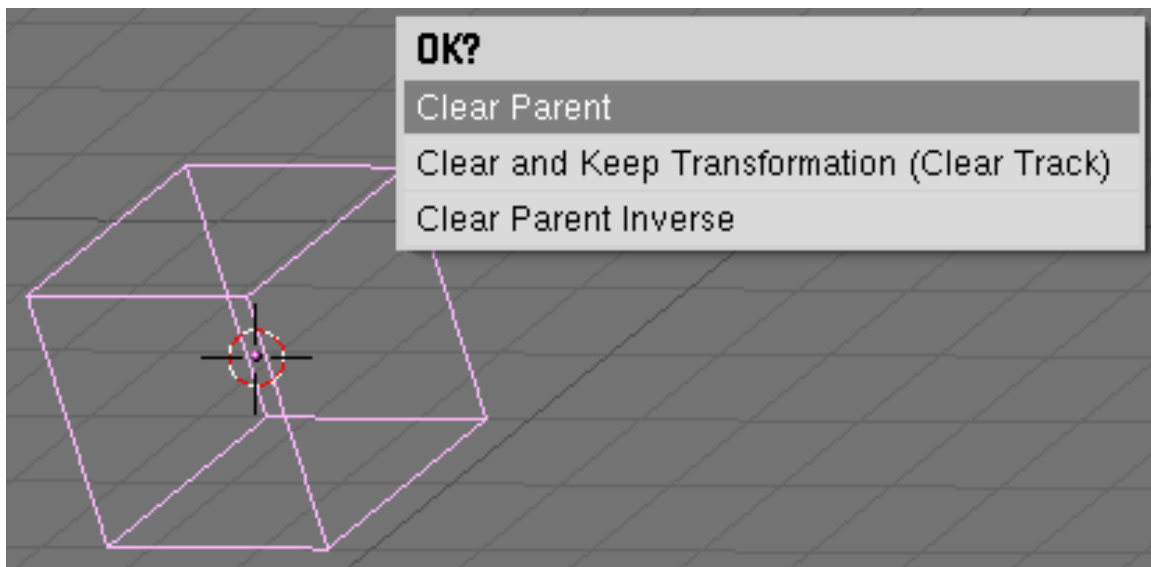 OK?
Clear Parent
Clear and Keep Transformation (Clear Track)
Clear Parent Inverse